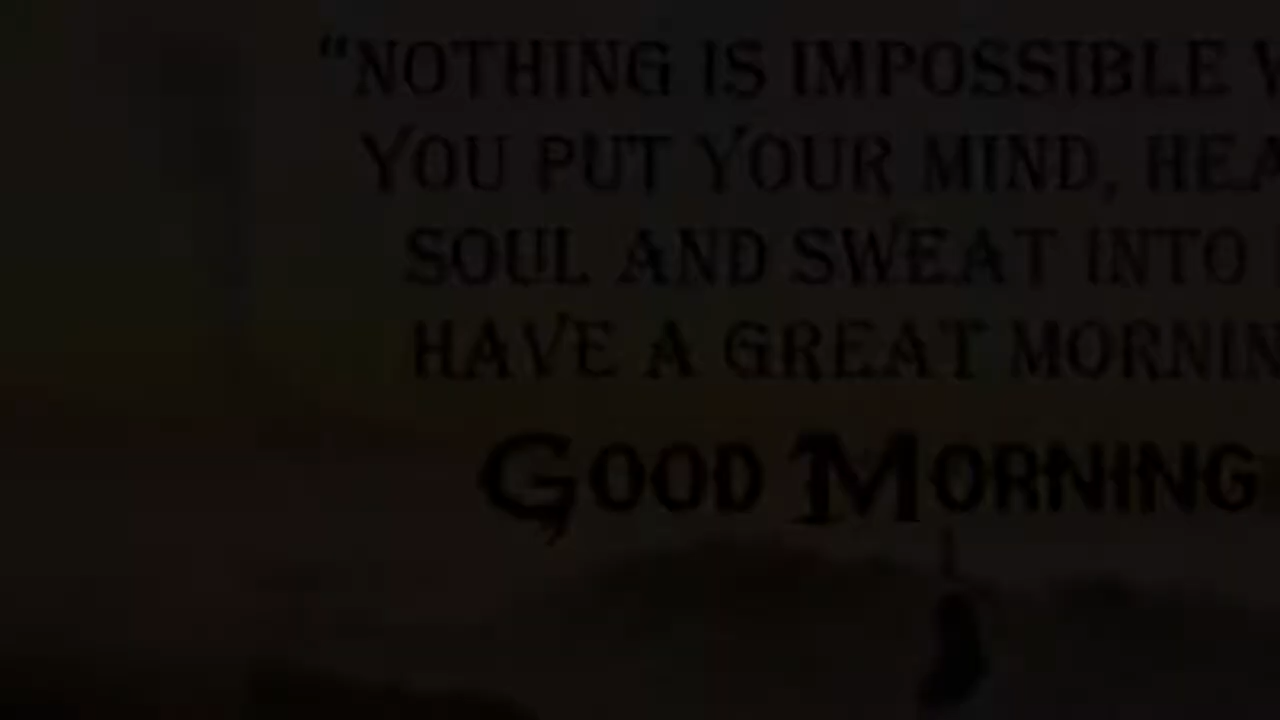 "NOTHING IS IMPOSSIBLE
YOU PUT YOUR MIND,
SOUL AND SWEAT INTO
HAVE A GREAT
GOOD MORNING